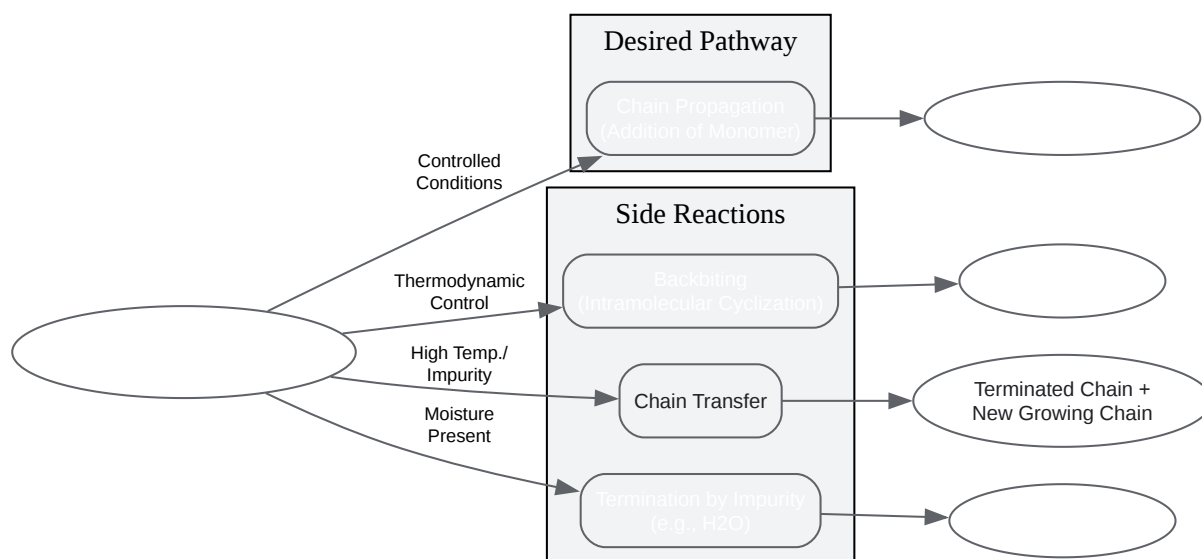 Desired Pathway
Chain Propagation
(Addition of Monomer)
Controlled
Conditions
Side Reactions
Thermodynamic
Control
Backbiting
(Intramolecular Cyclization)
High Temp./
Impurity
Chain Transfer
Terminated Chain +
New Growing Chain
Moisture
Present
Termination by Impurity
(e.g., H2O)